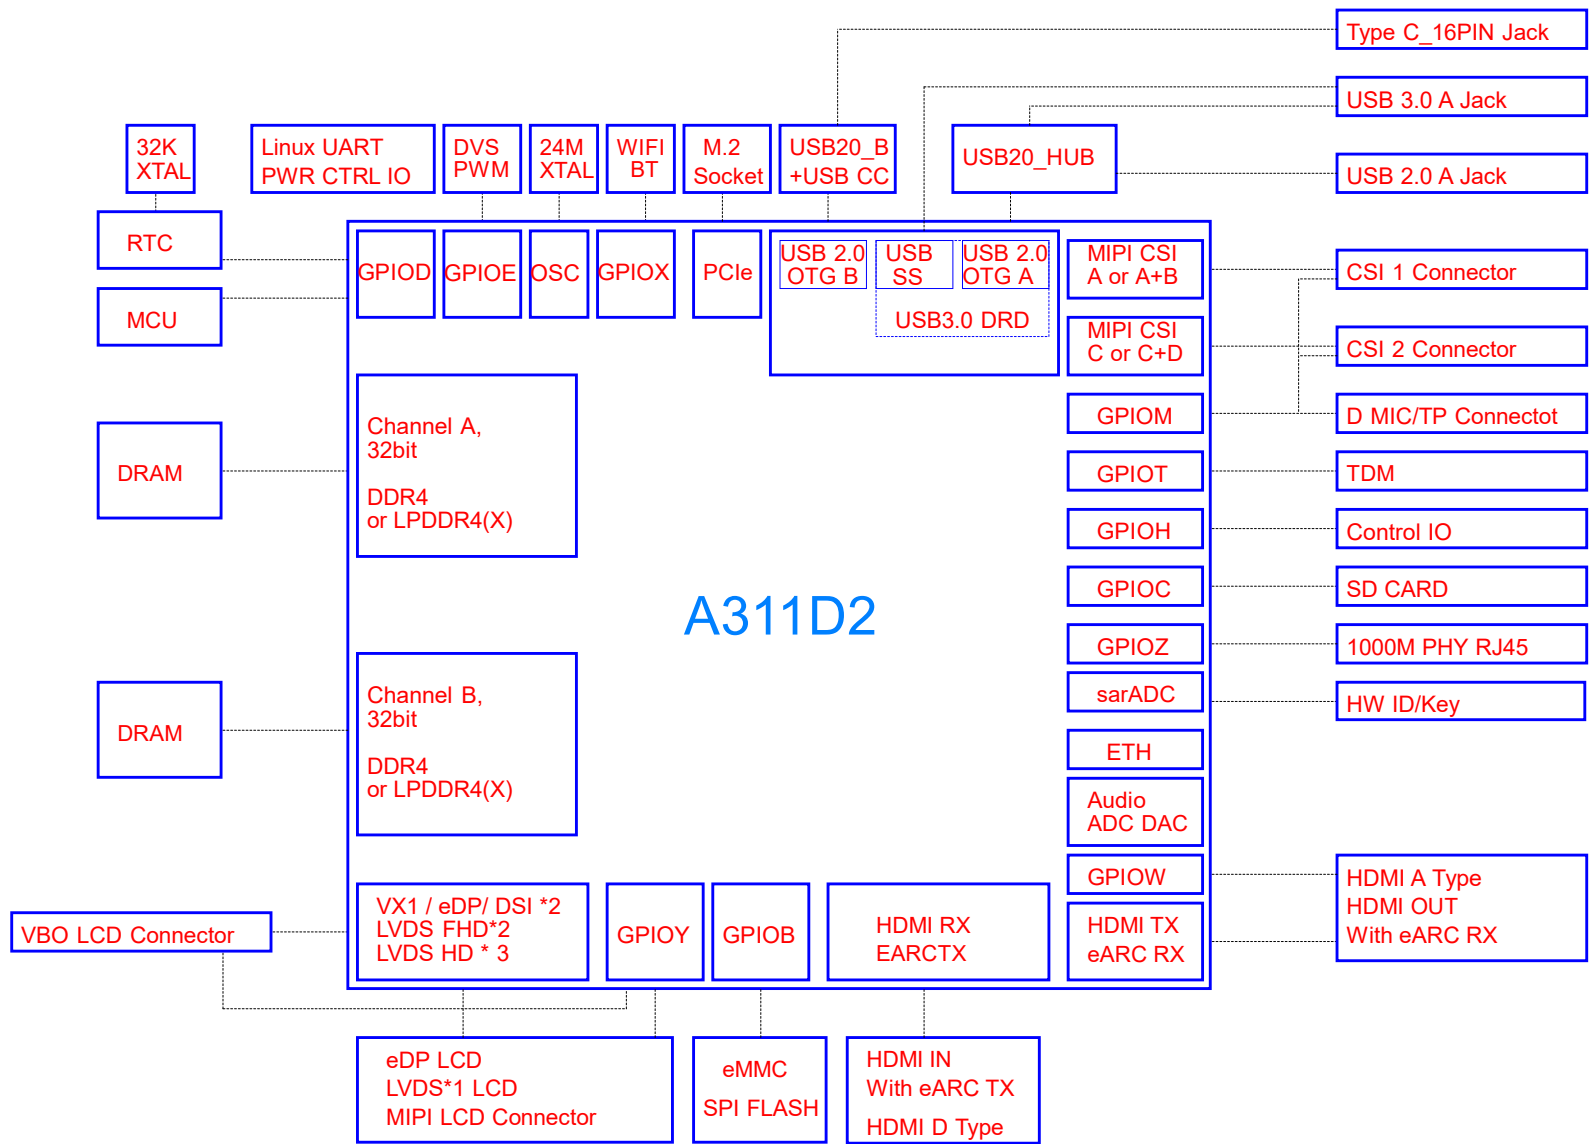 Type C_16PIN Jack
USB 3.0 A Jack
32K
XTAL
Linux UART
PWR CTRL IO
DVS
PWM
24M
XTAL
WIFI
BT
M.2
Socket
USB20_B
+USB CC
USB20_HUB
USB 2.0 A Jack
RTC
MCU
GPIOD
GPIOE
OSC
GPIOX
PCIe
USB 2.0
OTG B
USB
SS
USB 2.0
OTG A
USB3.0 DRD
MIPI CSI
A or A+B
CSI 1 Connector
MIPI CSI
C or C+D
CSI 2 Connector
DRAM
Channel A,
32bit
DDR4
or LPDDR4(X)
GPIOM
D MIC/TP Connectot
GPIOT
TDM
GPIOH
Control IO
GPIOC
SD CARD
A311D2
GPIOZ
1000M PHY RJ45
sarADC
HW ID/Key
DRAM
Channel B,
32bit
DDR4
or LPDDR4(X)
ETH
Audio
ADC DAC
GPIOW
HDMI A Type
HDMI OUT
With eARC RX
VBO LCD Connector
VX1 / eDP/ DSI *2
LVDS FHD*2
LVDS HD * 3
GPIOY
GPIOB
HDMI RX
EARCTX
HDMI TX
eARC RX
eDP LCD
LVDS*1 LCD
MIPI LCD Connector
eMMC
SPI FLASH
HDMI IN
With eARC TX
HDMI D Type